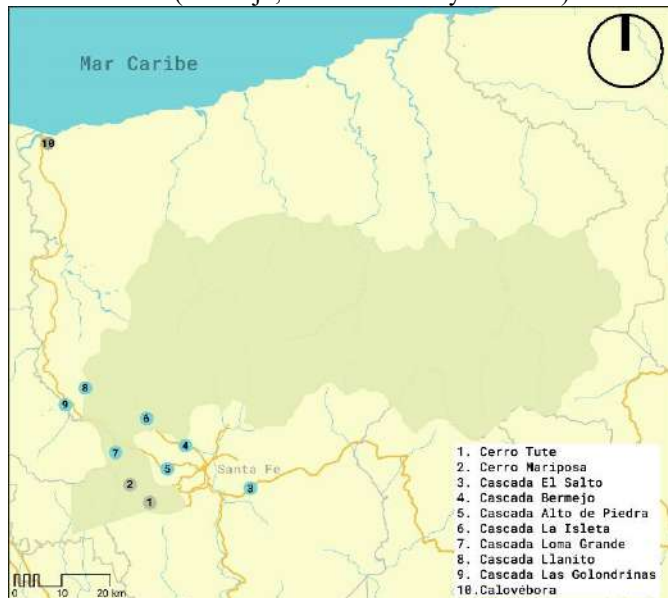 Mar Caribe
10
8
9
6
4
7
5
Santa Fe
3
2
1
1. Cerro Tute
2. Cerro Mariposa
3. Cascada El Salto
4. Cascada Bermejo
5. Cascada Alto de Piedra
6. Cascada La Isleta
7. Cascada Loma Grande
8. Cascada Llanito
9. Cascada Las Golondrinas
10.Calovébora
0 10 20 km